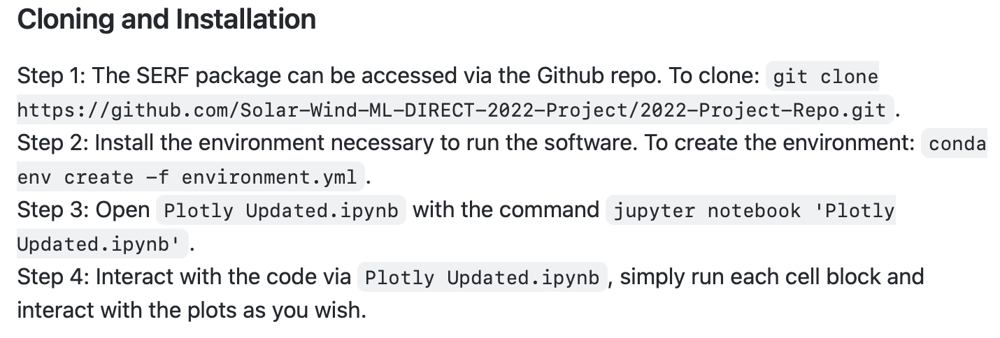 Cloning and Installation
Step 1: The SERF package can be accessed via the Github repo. To clone: git clone
https://github.com/Solar-Wind-ML-DIRECT-2022-Project/2022-Project-Repo.git .
Step 2: Install the environment necessary to run the software. To create the environment: conda
env create -f environment.yml .
Step 3: Open Plotly Updated.ipynb with the command jupyter notebook 'Plotly
Updated.ipynb' .
Step 4: Interact with the code via Plotly Updated.ipynb , simply run each cell block and
interact with the plots as you wish.